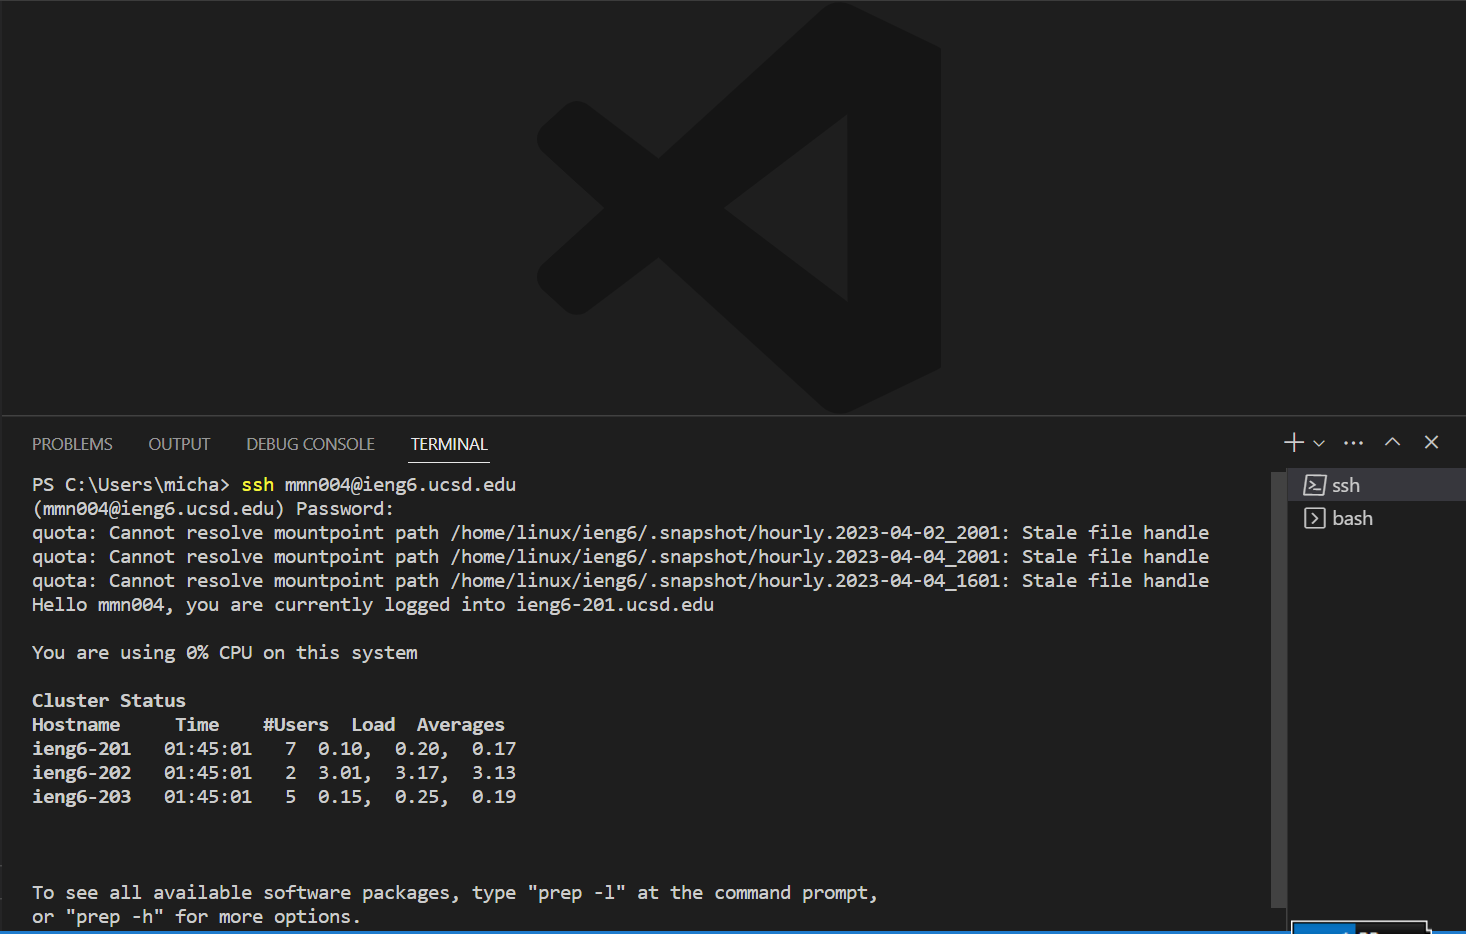 PROBLEMS OUTPUT DEBUG CONSOLE TERMINAL
PS C:\Users\micha> ssh mmn004@ieng6.ucsd.edu
(mmn004@ieng6.ucsd.edu) Password:
quota: Cannot resolve mountpoint path /home/linux/ieng6/.snapshot/hourly.2023-04-02_2001: Stale file handle
quota: Cannot resolve mountpoint path /home/linux/ieng6/.snapshot/hourly.2023-04-04_2001: Stale file handle
quota: Cannot resolve mountpoint path /home/linux/ieng6/.snapshot/hourly.2023-04-04_1601: Stale file handle
Hello mmn004, you are currently logged into ieng6-201.ucsd.edu
You are using 0% CPU on this system
Cluster Status
Hostname Time #Users Load Averages
ieng6-201 01:45:01 7 0.10, 0.20, 0.17
ieng6-202 01:45:01 2 3.01, 3.17, 3.13
ieng6-203 01:45:01 5 0.15, 0.25, 0.19
To see all available software packages, type "prep -l" at the command prompt,
or "prep -h" for more options.
ssh
bash